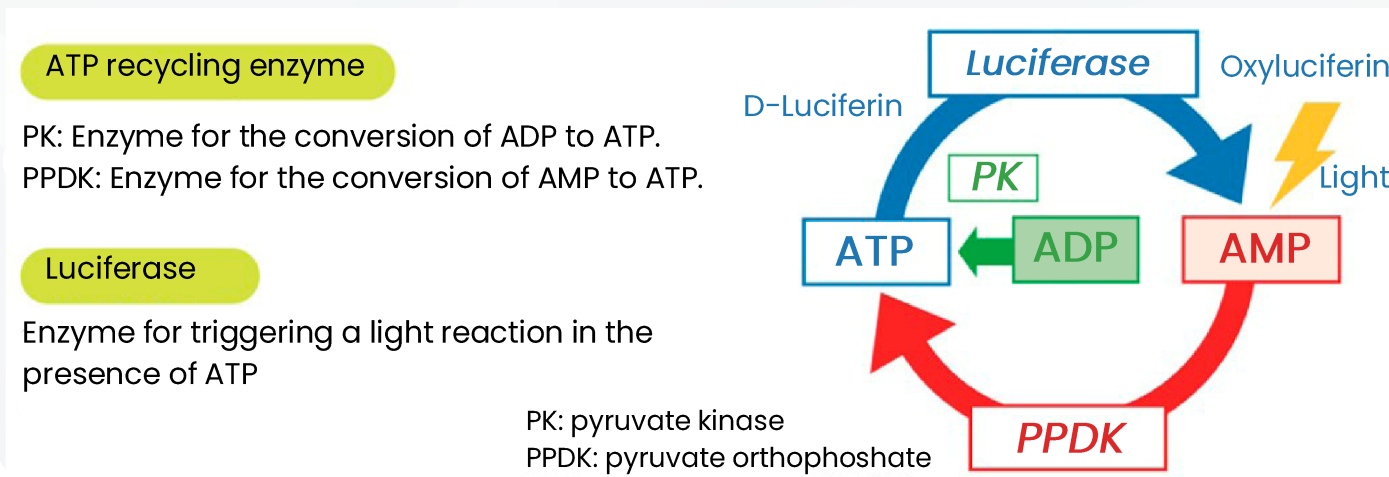 ATP recycling enzyme
PK: Enzyme for the conversion of ADP to ATP.
PPDK: Enzyme for the conversion of AMP to ATP.
Luciferase
Enzyme for triggering a light reaction in the
presence of ATP
PK: pyruvate kinase
PPDK: pyruvate orthophoshate
Luciferase
D-Luciferin
Oxyluciferin
Light
PK
ATP
ADP
AMP
PPDK